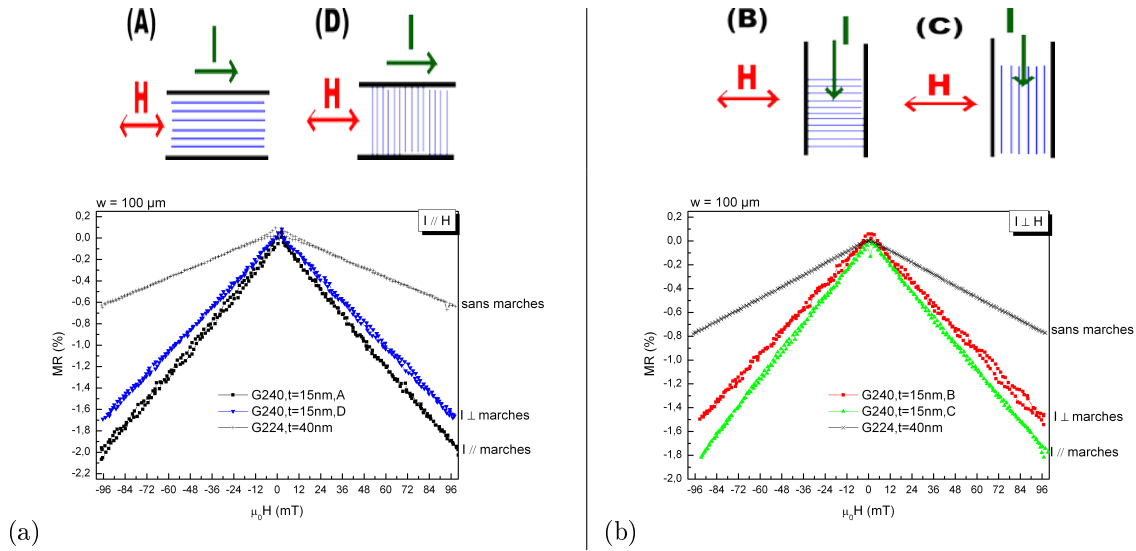 (A)
(D)
I
I
H
H
w = 100 µm
I // H
MR (%)
0,2
0,0
-0,2
-0,4
-0,6
-0,8
-1,0
-1,2
-1,4
-1,6
-1,8
-2,0
-2,2
sans marches
G240,t=15nm,A
G240,t=15nm,D
G224,t=40nm
I ⊥ marches
I // marches
-96 -84 -72 -60 -48 -36 -24 -12 0 12 24 36 48 60 72 84 96
µ₀H (mT)
(a)
(B)
(C)
I
I
H
H
w = 100 µm
I ⊥ H
MR (%)
0,2
0,0
-0,2
-0,4
-0,6
-0,8
-1,0
-1,2
-1,4
-1,6
-1,8
-2,0
sans marches
G240,t=15nm,B
G240,t=15nm,C
G224,t=40nm
I ⊥ marches
I // marches
-96 -84 -72 -60 -48 -36 -24 -12 0 12 24 36 48 60 72 84 96
µ₀H (mT)
(b)